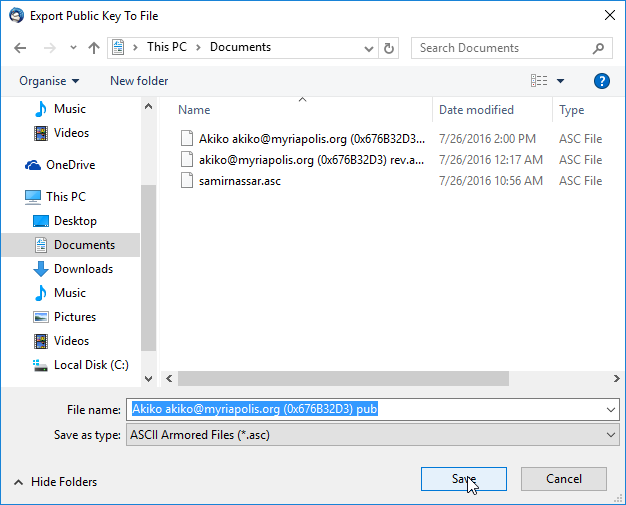 Export Public Key To File
This PC > Documents
Search Documents
Organise
New folder
?
Name
Date modified
Type
Akiko akiko@myriapolis.org (0x676B32D3... 7/26/2016 2:00 PM ASC File
akiko@myriapolis.org (0x676B32D3) rev.a... 7/26/2016 12:17 AM ASC File
samirnassar.asc 7/26/2016 10:56 AM ASC File
Music
Videos
OneDrive
This PC
Desktop
Documents
Downloads
Music
Pictures
Videos
Local Disk (C:)
File name: Akiko akiko@myriapolis.org (0x676B32D3) pub
Save as type: ASCII Armored Files (*.asc)
Hide Folders
Save
Cancel